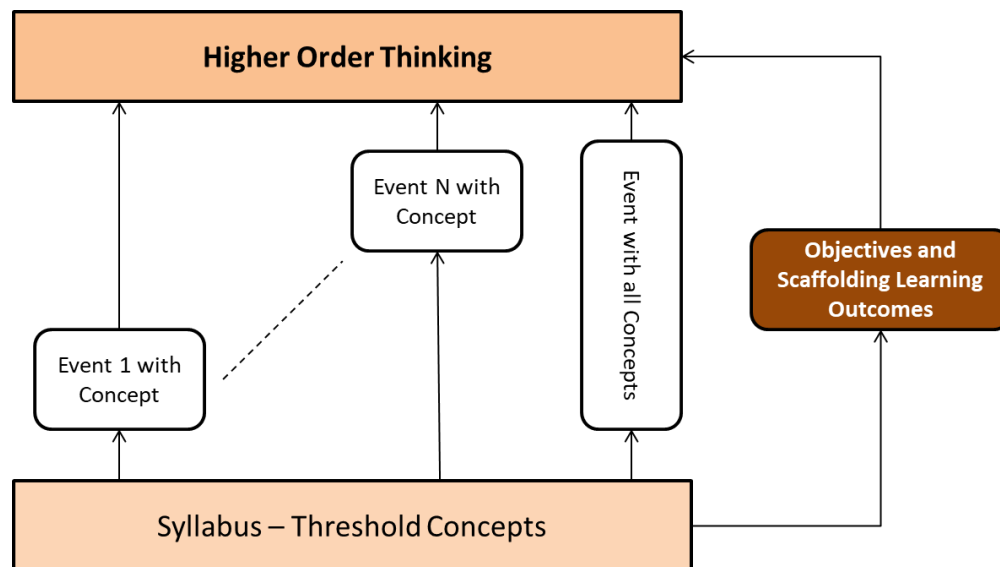 Higher Order Thinking
Event N with
Concept
Event with all Concepts
Objectives and
Scaffolding Learning
Outcomes
Event 1 with
Concept
Syllabus – Threshold Concepts